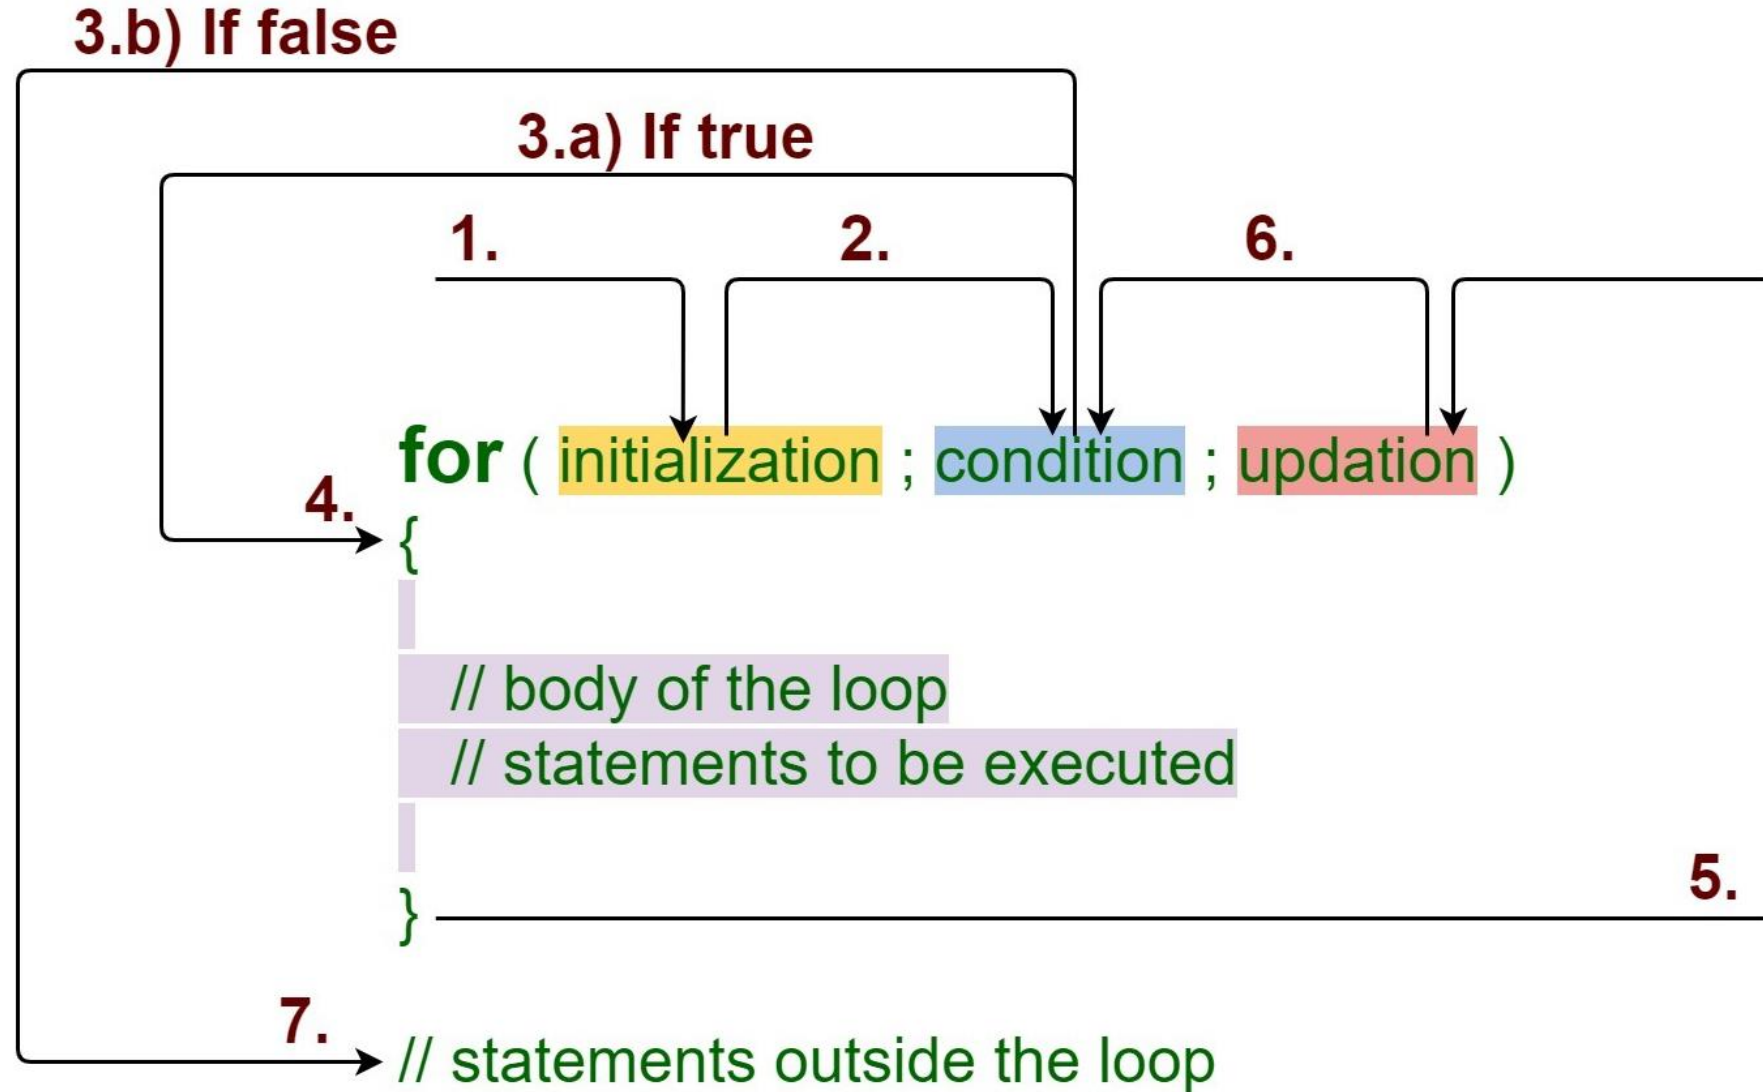 3.b) If false
3.a) If true
1.
2.
6.
for ( initialization ; condition ; updation )
4.
{
// body of the loop
// statements to be executed
5.
}
7.
// statements outside the loop